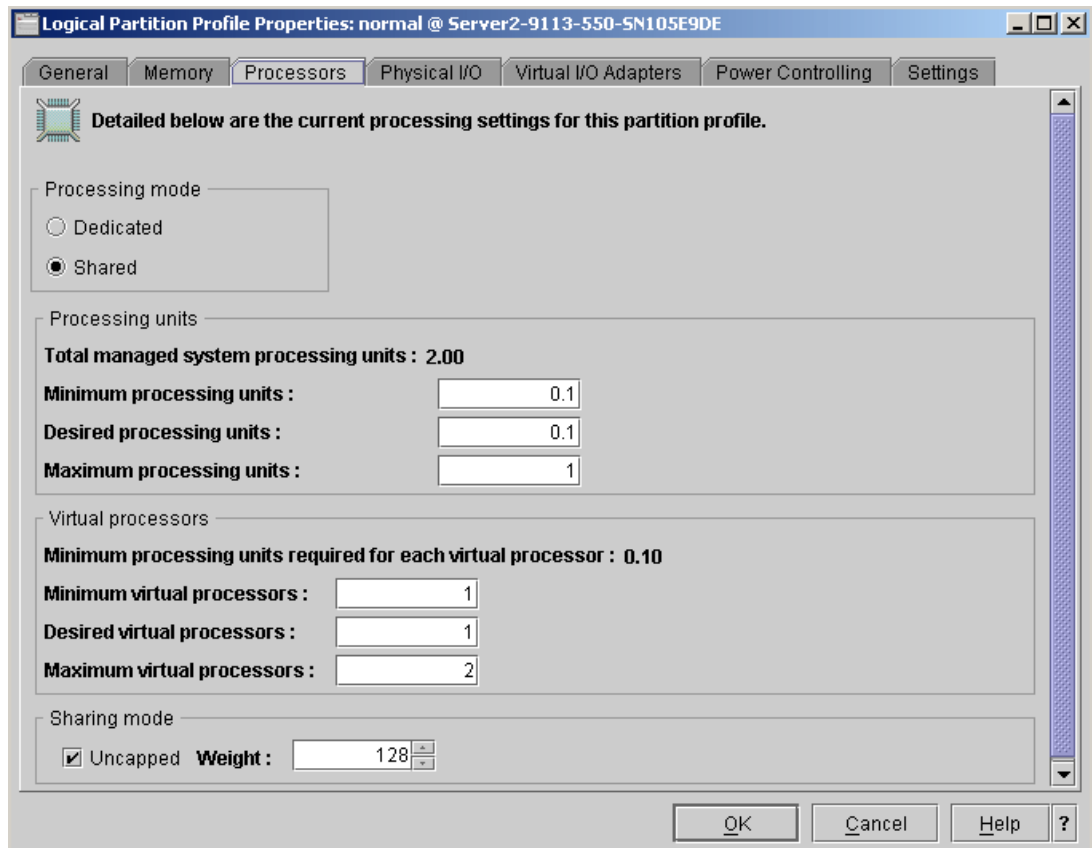 Logical Partition Profile Properties: normal @ Server2-9113-550-SN105E9DE
General Memory Processors Physical I/O Virtual I/O Adapters Power Controlling Settings
Detailed below are the current processing settings for this partition profile.
Processing mode
Dedicated
Shared
Processing units
Total managed system processing units : 2.00
Minimum processing units : 0.1
Desired processing units : 0.1
Maximum processing units : 1
Virtual processors
Minimum processing units required for each virtual processor : 0.10
Minimum virtual processors : 1
Desired virtual processors : 1
Maximum virtual processors : 2
Sharing mode
Uncapped Weight : 128
OK Cancel Help ?